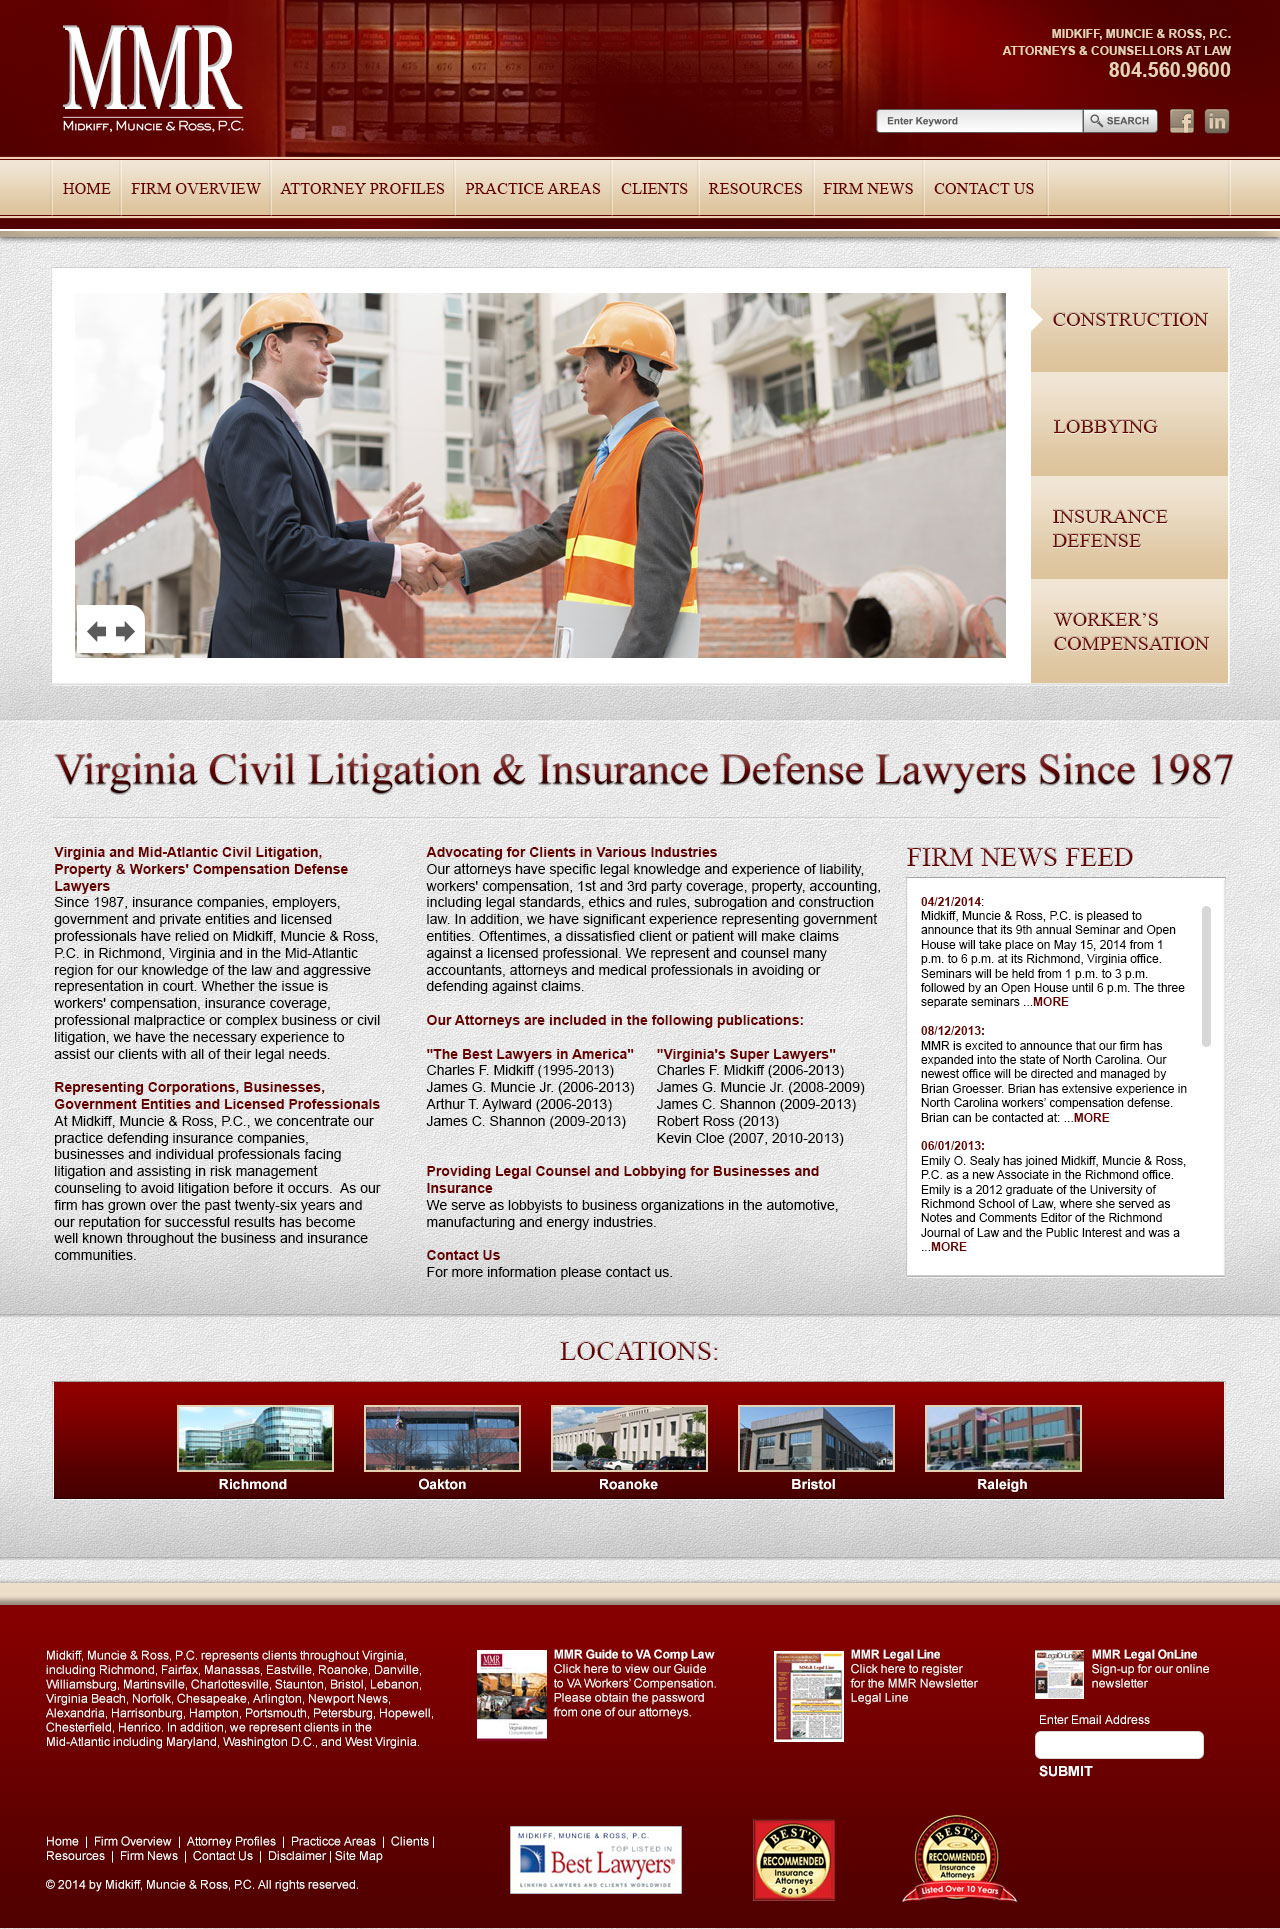 MMR
MIDKIFF, MUNCIE & ROSS, P.C.
MIDKIFF, MUNCIE & ROSS, P.C.
ATTORNEYS & COUNSELLORS AT LAW
804.560.9600
Enter Keyword
SEARCH
HOME
FIRM OVERVIEW
ATTORNEY PROFILES
PRACTICE AREAS
CLIENTS
RESOURCES
FIRM NEWS
CONTACT US
CONSTRUCTION
LOBBYING
INSURANCE
DEFENSE
WORKER'S
COMPENSATION
Virginia Civil Litigation & Insurance Defense Lawyers Since 1987
Virginia and Mid-Atlantic Civil Litigation,
Property & Workers' Compensation Defense
Lawyers
Since 1987, insurance companies, employers,
government and private entities and licensed
professionals have relied on Midkiff, Muncie & Ross,
P.C. in Richmond, Virginia and in the Mid-Atlantic
region for our knowledge of the law and aggressive
representation in court. Whether the issue is
workers' compensation, insurance coverage,
professional malpractice or complex business or civil
litigation, we have the necessary experience to
assist our clients with all of their legal needs.
Representing Corporations, Businesses,
Government Entities and Licensed Professionals
At Midkiff, Muncie & Ross, P.C., we concentrate our
practice defending insurance companies,
businesses and individual professionals facing
litigation and assisting in risk management
counseling to avoid litigation before it occurs. As our
firm has grown over the past twenty-six years and
our reputation for successful results has become
well known throughout the business and insurance
communities.
Advocating for Clients in Various Industries
Our attorneys have specific legal knowledge and experience of liability,
workers' compensation, 1st and 3rd party coverage, property, accounting,
including legal standards, ethics and rules, subrogation and construction
law. In addition, we have significant experience representing government
entities. Oftentimes, a dissatisfied client or patient will make claims
against a licensed professional. We represent and counsel many
accountants, attorneys and medical professionals in avoiding or
defending against claims.
Our Attorneys are included in the following publications:
"The Best Lawyers in America"
Charles F. Midkiff (1995-2013)
James G. Muncie Jr. (2006-2013)
Arthur T. Aylward (2006-2013)
James C. Shannon (2009-2013)
"Virginia's Super Lawyers"
Charles F. Midkiff (2006-2013)
James G. Muncie Jr. (2008-2009)
James C. Shannon (2009-2013)
Robert Ross (2013)
Kevin Cloe (2007, 2010-2013)
Providing Legal Counsel and Lobbying for Businesses and
Insurance
We serve as lobbyists to business organizations in the automotive,
manufacturing and energy industries.
Contact Us
For more information please contact us.
FIRM NEWS FEED
04/21/2014:
Midkiff, Muncie & Ross, P.C. is pleased to
announce that its 9th annual Seminar and Open
House will take place on May 15, 2014 from 1
p.m. to 6 p.m. at its Richmond, Virginia office.
Seminars will be held from 1 p.m. to 3 p.m.
followed by an Open House until 6 p.m. The three
separate seminars ...MORE
08/12/2013:
MMR is excited to announce that our firm has
expanded into the state of North Carolina. Our
newest office will be directed and managed by
Brian Groesser. Brian has extensive experience in
North Carolina workers' compensation defense.
Brian can be contacted at: ...MORE
06/01/2013:
Emily O. Sealy has joined Midkiff, Muncie & Ross,
P.C. as a new Associate in the Richmond office.
Emily is a 2012 graduate of the University of
Richmond School of Law, where she served as
Notes and Comments Editor of the Richmond
Journal of Law and the Public Interest and was a
...MORE
LOCATIONS:
Richmond
Oakton
Roanoke
Bristol
Raleigh
Midkiff, Muncie & Ross, P.C. represents clients throughout Virginia,
including Richmond, Fairfax, Manassas, Eastville, Roanoke, Danville,
Williamsburg, Martinsville, Charlottesville, Staunton, Bristol, Lebanon,
Virginia Beach, Norfolk, Chesapeake, Arlington, Newport News,
Alexandria, Harrisonburg, Hampton, Portsmouth, Petersburg, Hopewell,
Chesterfield, Henrico. In addition, we represent clients in the
Mid-Atlantic including Maryland, Washington D.C., and West Virginia.
MMR Guide to VA Comp Law
Click here to view our Guide
to VA Workers' Compensation.
Please obtain the password
from one of our attorneys.
MMR Legal Line
Click here to register
for the MMR Newsletter
Legal Line
MMR Legal OnLine
Sign-up for our online
newsletter
Enter Email Address
SUBMIT
Home | Firm Overview | Attorney Profiles | Practicce Areas | Clients |
Resources | Firm News | Contact Us | Disclaimer | Site Map
© 2014 by Midkiff, Muncie & Ross, P.C. All rights reserved.
MIDKIFF, MUNCIE & ROSS, P.C.
TOP LISTED IN
Best Lawyers
LINKING LAWYERS AND CLIENTS WORLDWIDE
BEST'S
RECOMMENDED
Insurance
Attorneys
2013
BEST'S
RECOMMENDED
Insurance
Attorneys
Listed Over 10 Years